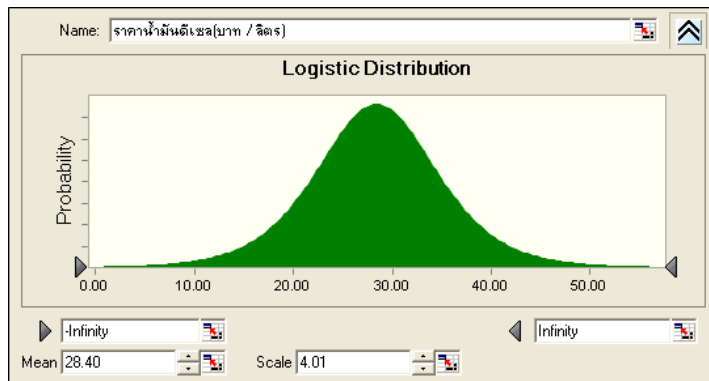 Name: ราคาน้ำมันดีเซล(บาท / ลิตร)
Logistic Distribution
Probability
0.00 10.00 20.00 30.00 40.00 50.00
-Infinity Infinity
Mean 28.40 Scale 4.01